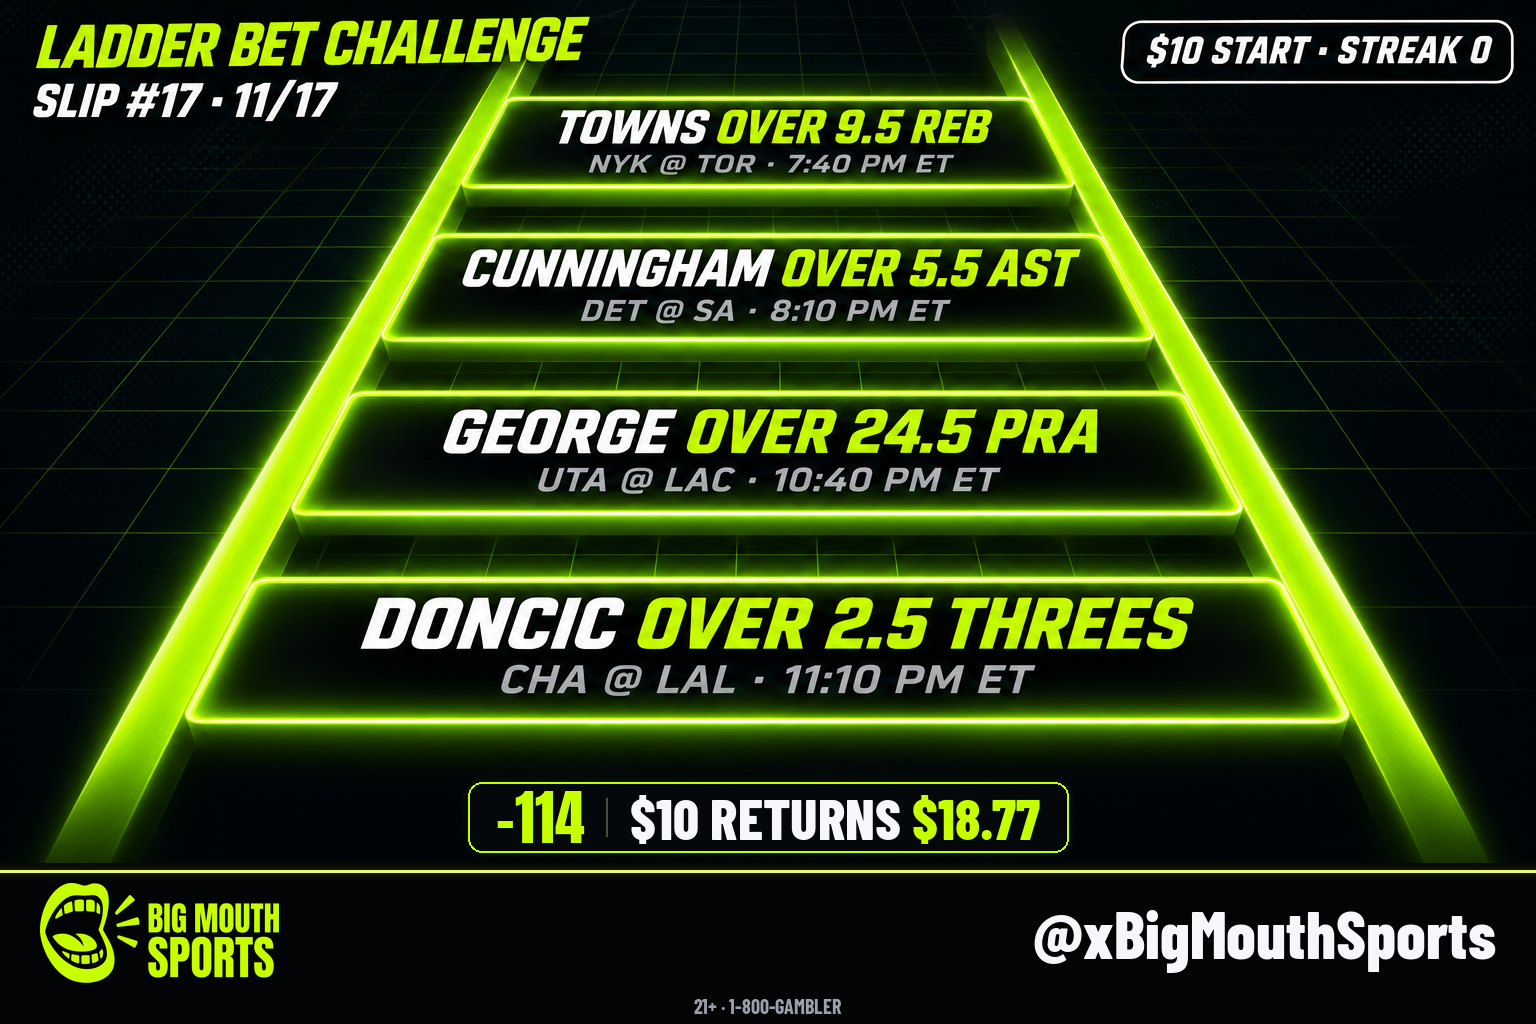 LADDER BET CHALLENGE
SLIP #17 · 11/17
$10 START · STREAK 0
TOWNS OVER 9.5 REB
NYK @ TOR · 7:40 PM ET
CUNNINGHAM OVER 5.5 AST
DET @ SA · 8:10 PM ET
GEORGE OVER 24.5 PRA
UTA @ LAC · 10:40 PM ET
DONCIC OVER 2.5 THREES
CHA @ LAL · 11:10 PM ET
-114 | $10 RETURNS $18.77
BIG MOUTH
SPORTS
@xBigMouthSports
21+ · 1-800-GAMBLER